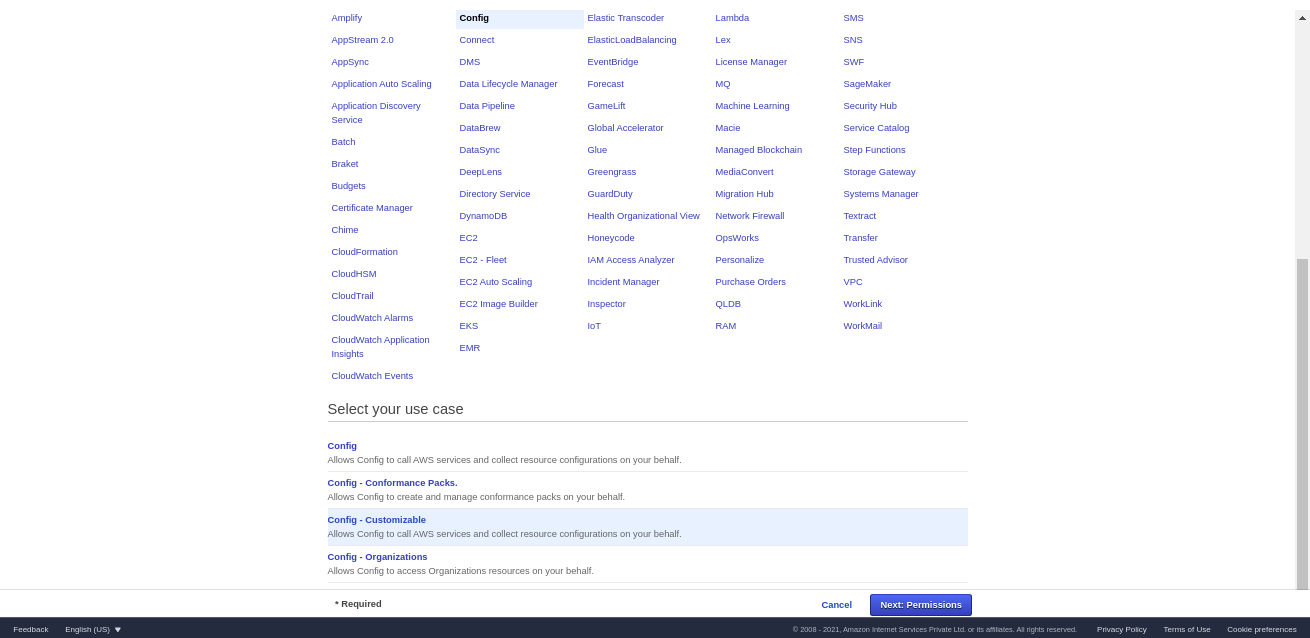 Amplify
AppStream 2.0
AppSync
Application Auto Scaling
Application Discovery
Service
Batch
Braket
Budgets
Certificate Manager
Chime
CloudFormation
CloudHSM
CloudTrail
CloudWatch Alarms
CloudWatch Application
Insights
CloudWatch Events
Config
Connect
DMS
Data Lifecycle Manager
Data Pipeline
DataBrew
DataSync
DeepLens
Directory Service
DynamoDB
EC2
EC2 - Fleet
EC2 Auto Scaling
EC2 Image Builder
EKS
EMR
Elastic Transcoder
ElasticLoadBalancing
EventBridge
Forecast
GameLift
Global Accelerator
Glue
Greengrass
GuardDuty
Health Organizational View
Honeycode
IAM Access Analyzer
Incident Manager
Inspector
IoT
Lambda
Lex
License Manager
MQ
Machine Learning
Macie
Managed Blockchain
MediaConvert
Migration Hub
Network Firewall
OpsWorks
Personalize
Purchase Orders
QLDB
RAM
SMS
SNS
SWF
SageMaker
Security Hub
Service Catalog
Step Functions
Storage Gateway
Systems Manager
Textract
Transfer
Trusted Advisor
VPC
WorkLink
WorkMail
Select your use case
Config
Allows Config to call AWS services and collect resource configurations on your behalf.
Config - Conformance Packs.
Allows Config to create and manage conformance packs on your behalf.
Config - Customizable
Allows Config to call AWS services and collect resource configurations on your behalf.
Config - Organizations
Allows Config to access Organizations resources on your behalf.
* Required Cancel Next: Permissions
Feedback English (US) © 2008 - 2021, Amazon Internet Services Private Ltd. or its affiliates. All rights reserved. Privacy Policy Terms of Use Cookie preferences